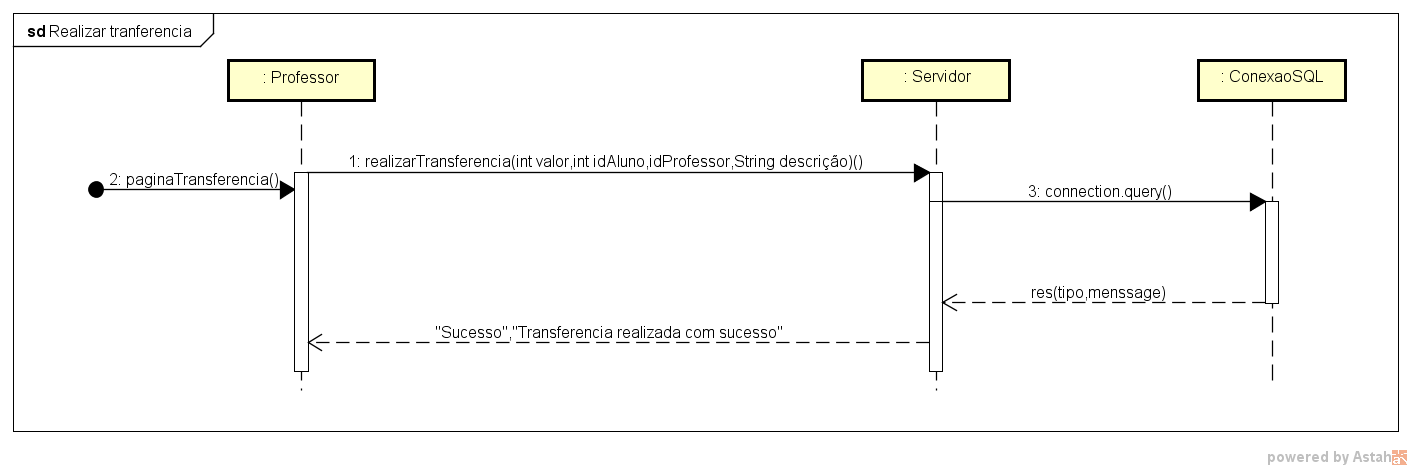 sd Realizar tranferencia
: Professor
: Servidor
: ConexaoSQL
1: realizarTransferencia(int valor,int idAluno,idProfessor,String descrição)()
2: paginaTransferencia()
3: connection.query()
res(tipo,menssage)
"Sucesso","Transferencia realizada com sucesso"
powered by Astah